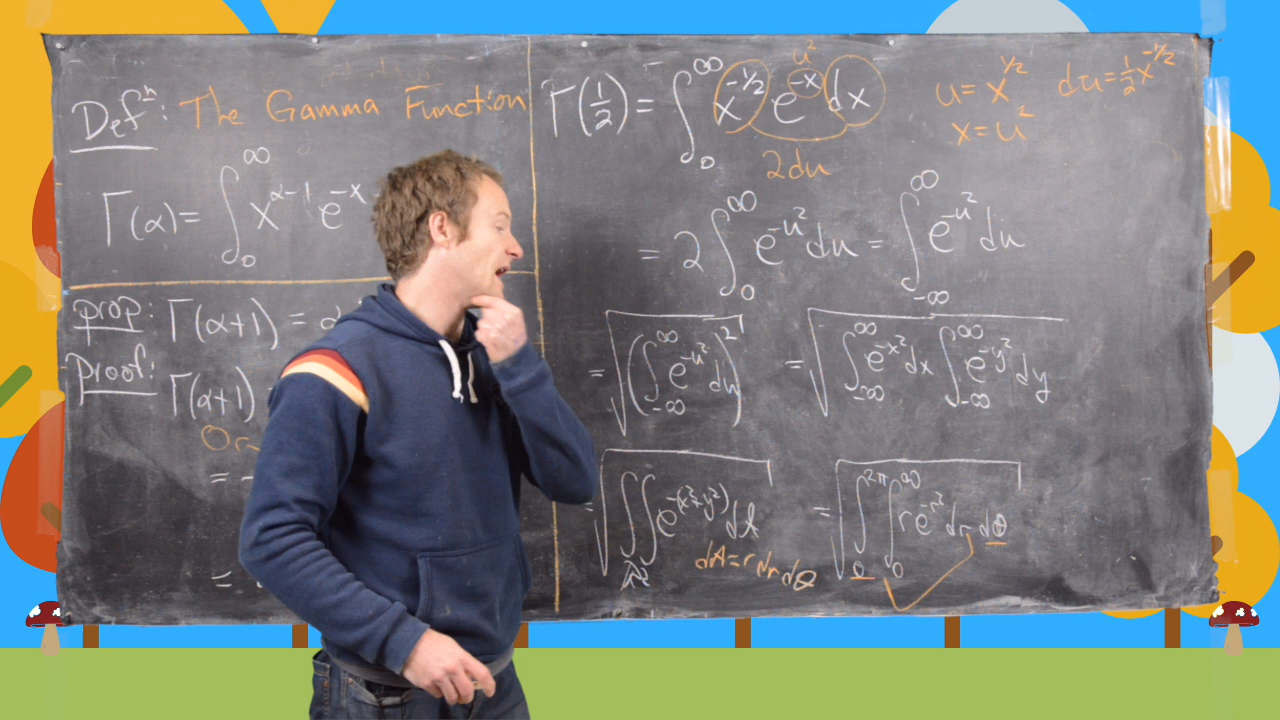 Defⁿ: The Gamma Function
Γ(α)= ∫₀^∞ x^(α-1) e^(-x)
prop: Γ(α+1) =
Proof:
Γ(α+1)
=
=
Γ(1/2) = ∫₀^∞ x^(-1/2) e^(-x) dx
u²
2du
u = x^(1/2) du = 1/2 x^(-1/2)
x = u²
= 2 ∫₀^∞ e^(-u²) du = ∫_(-∞)^∞ e^(-u²) du
= √((∫_(-∞)^∞ e^(-u²) du)²) = √(∫_(-∞)^∞ e^(-x²) dx ∫_(-∞)^∞ e^(-y²) dy)
= √(∫∫_(ℝ²) e^(-(x²+y²)) dA) = √(∫₀^(2π) ∫₀^∞ r e^(-r²) dr dθ)
dA = r dr dθ